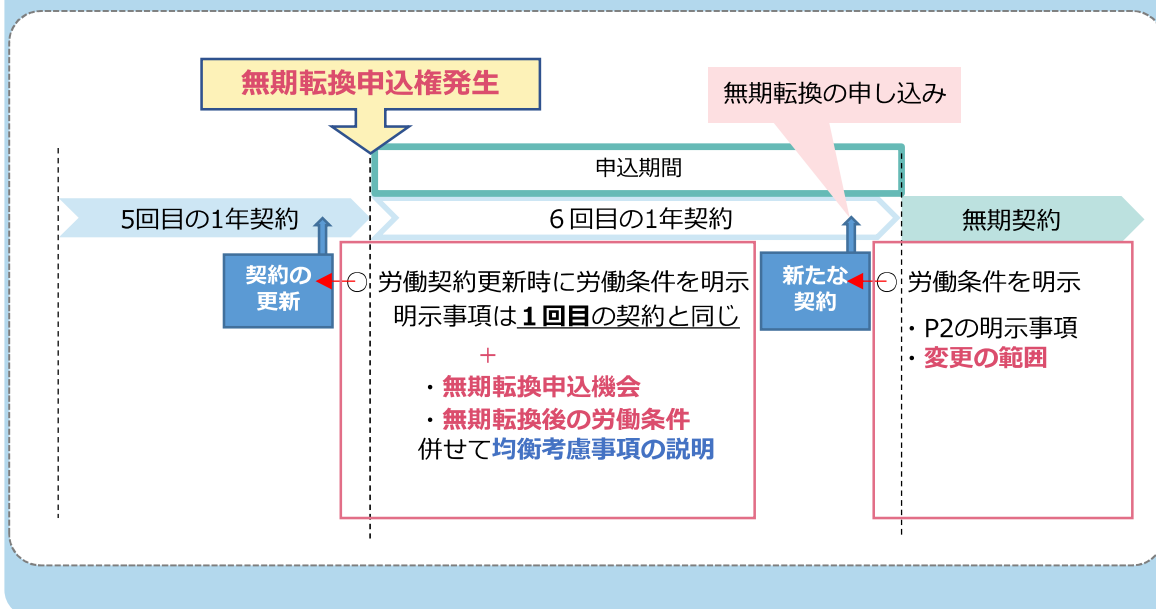 無期転換申込権発生
無期転換の申し込み
申込期間
5回目の1年契約
６回目の1年契約
無期契約
契約の
更新
○ 労働契約更新時に労働条件を明示
明示事項は１回目の契約と同じ
＋
・無期転換申込機会
・無期転換後の労働条件
併せて均衡考慮事項の説明
新たな
契約
○ 労働条件を明示
・P2の明示事項
・変更の範囲